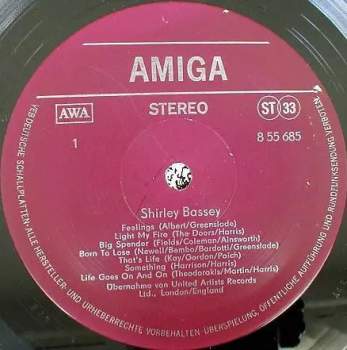 AMIGA
AWA
STEREO
ST 33
1
8 55 685
Shirley Bassey
Feelings (Albert/Greenslade)
Light My Fire (The Doors/Harris)
Big Spender (Fields/Coleman/Ainsworth)
Born To Lose (Newell/Bembo/Bardotti/Greenslade)
That's Life (Kay/Gordon/Paich)
Something (Harrison/Harris)
Life Goes On And On (Theodorakis/Martin/Harris)
Übernahme von United Artists Records
Ltd., London/England
VEB DEUTSCHE SCHALLPLATTEN · ALLE HERSTELLER- UND URHEBERRECHTE VORBEHALTEN · ÜBERSPIELUNG, ÖFFENTLICHE AUFFÜHRUNG UND RUNDFUNKSENDUNG VERBOTEN.